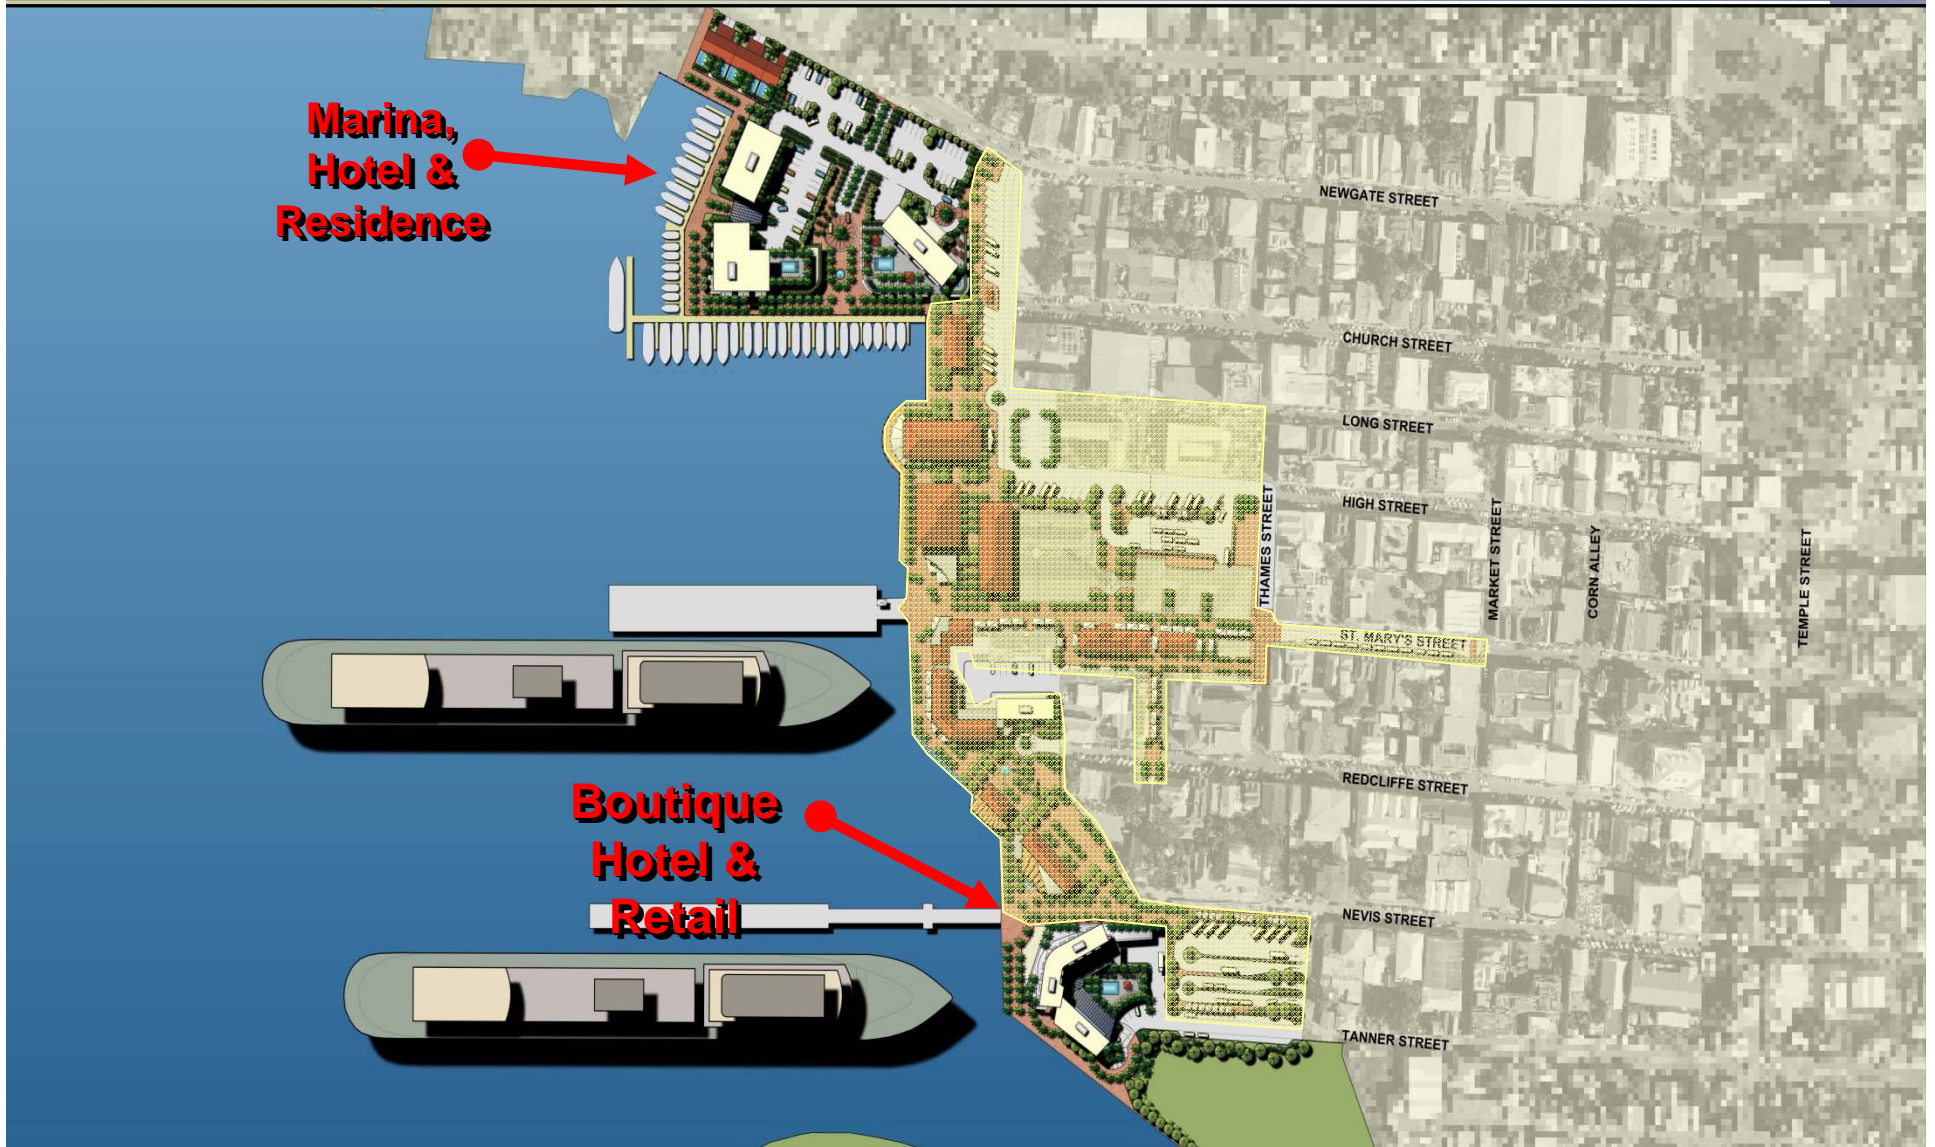 Marina,
Hotel &
Residence
NEWGATE STREET
CHURCH STREET
LONG STREET
HIGH STREET
THAMES STREET
MARKET STREET
CORN ALLEY
TEMPLE STREET
ST. MARY'S STREET
REDCLIFFE STREET
Boutique
Hotel &
Retail
NEVIS STREET
TANNER STREET